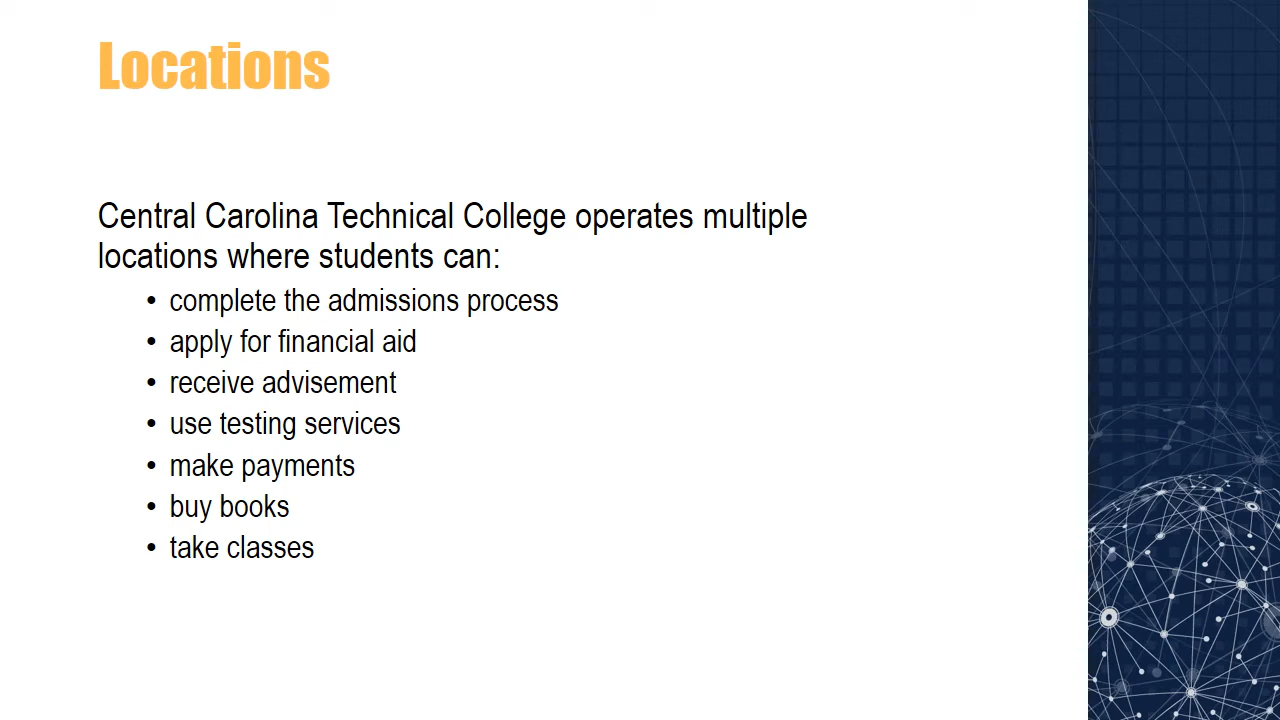 Locations
Central Carolina Technical College operates multiple
locations where students can:
• complete the admissions process
• apply for financial aid
• receive advisement
• use testing services
• make payments
• buy books
• take classes